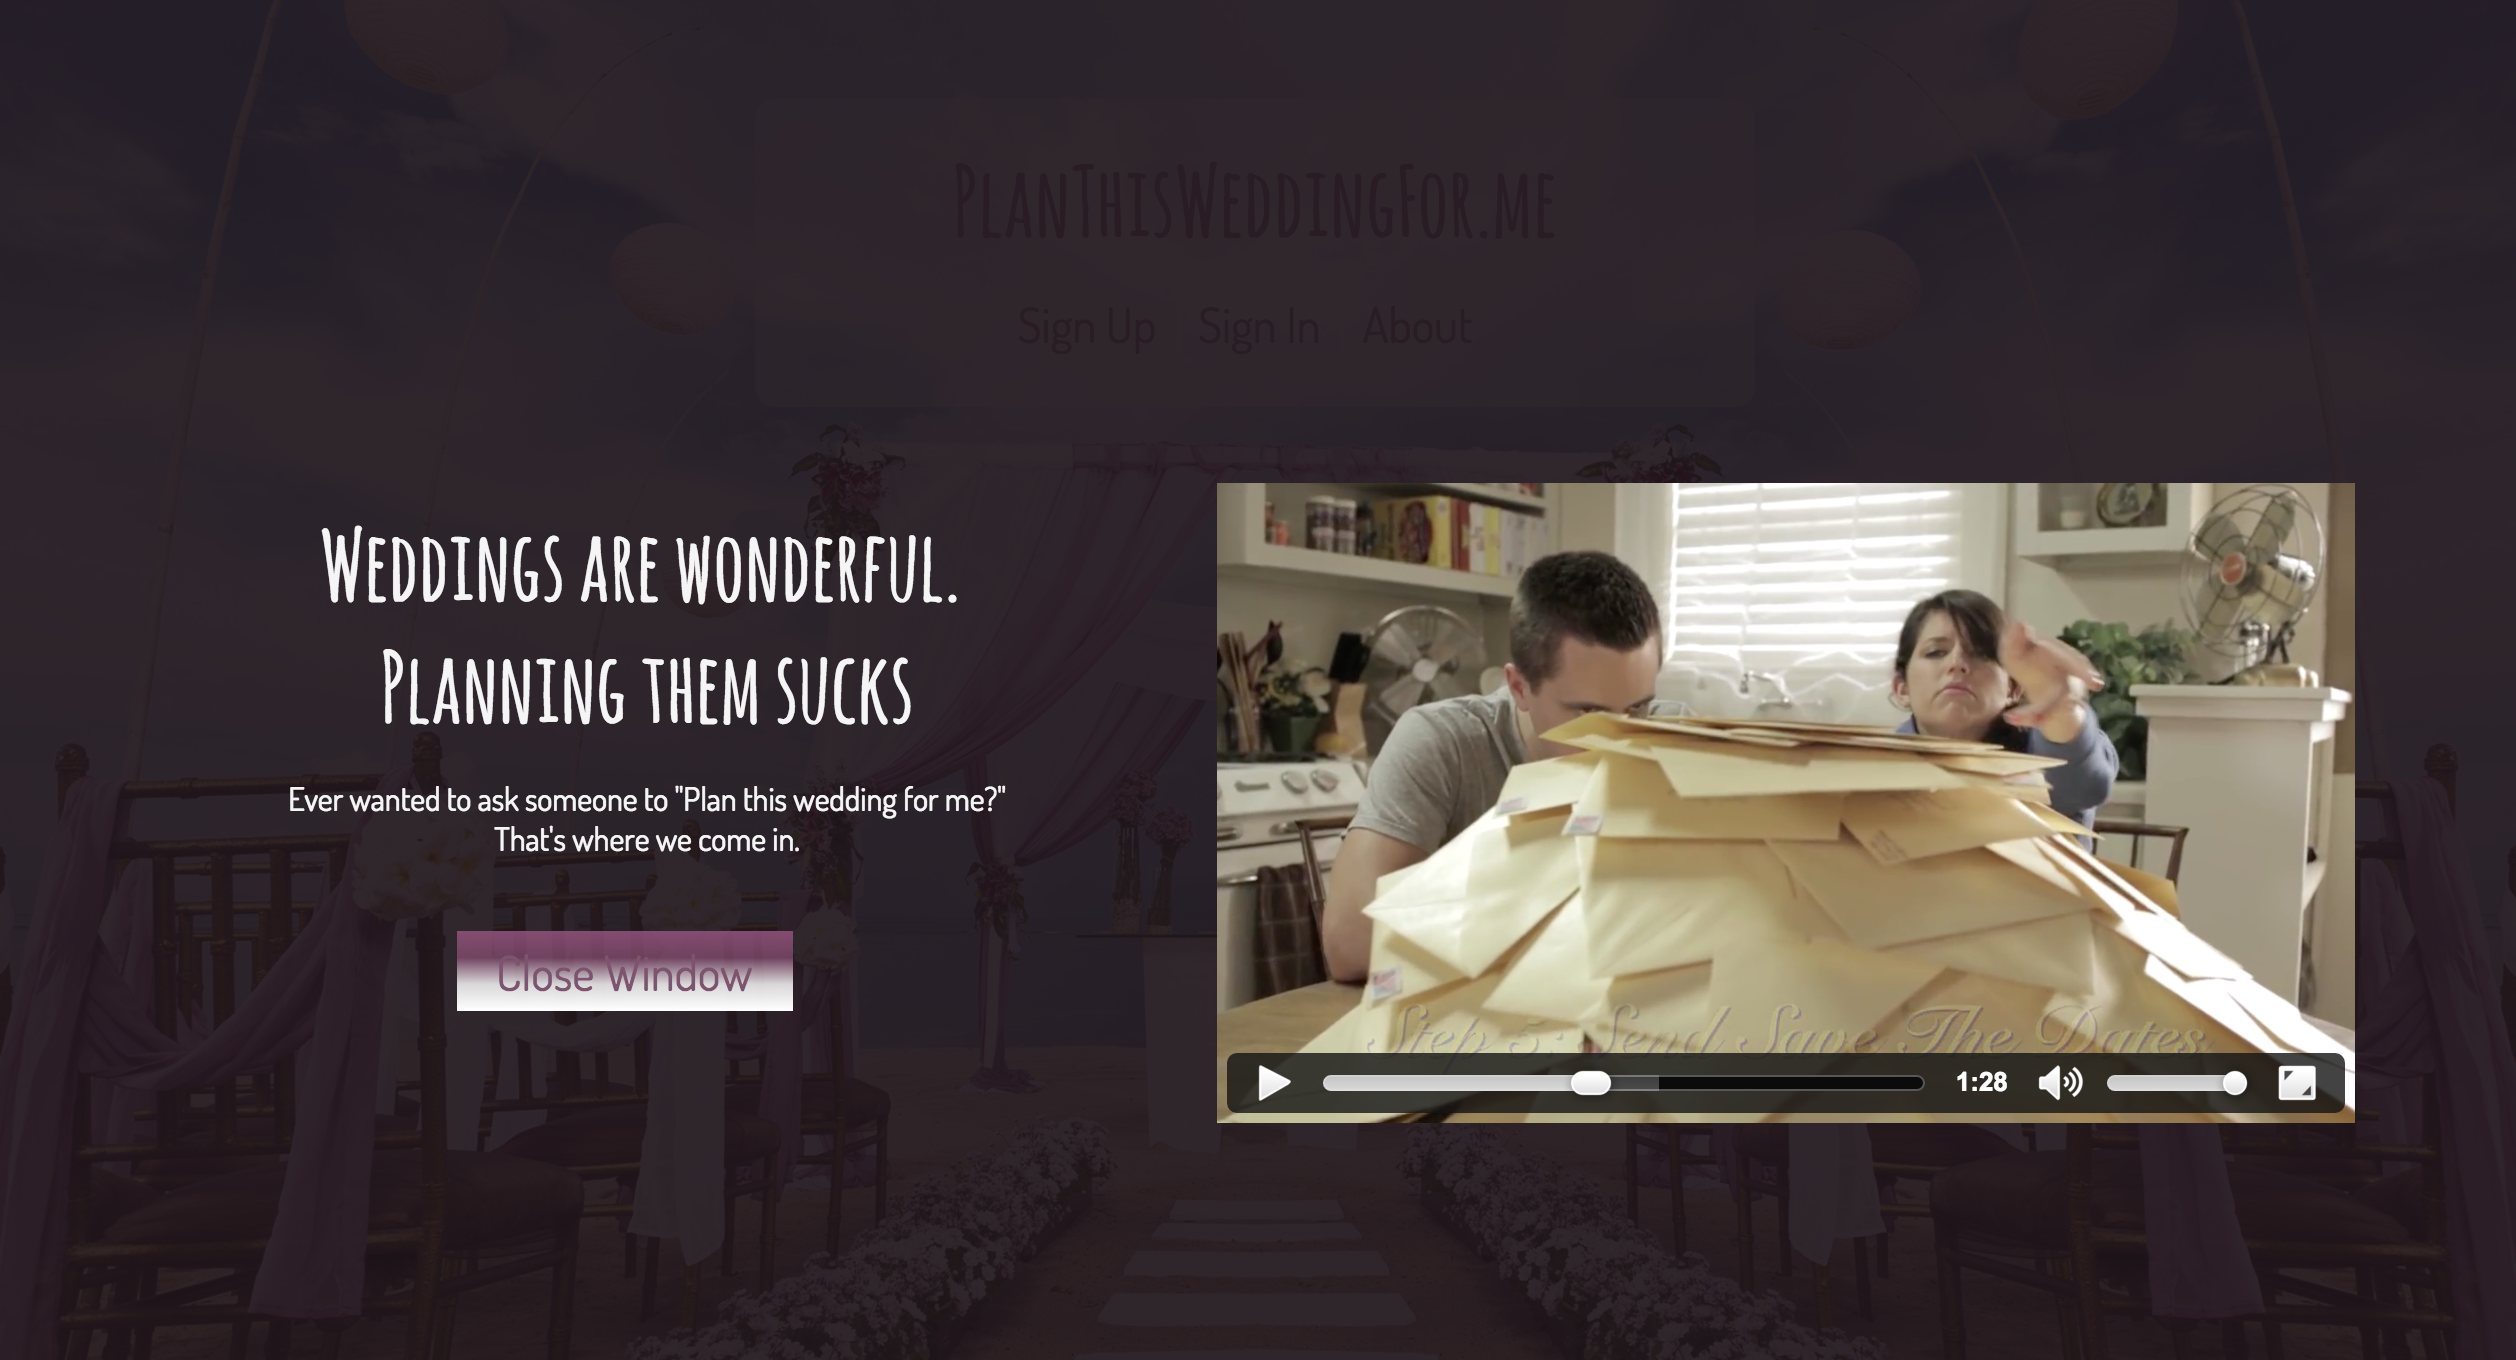 PlanThisWeddingFor.me
Sign Up Sign In About
Weddings are wonderful.
Planning them sucks
Ever wanted to ask someone to "Plan this wedding for me?"
That's where we come in.
Close Window
Step 5: Send Save The Dates
1:28